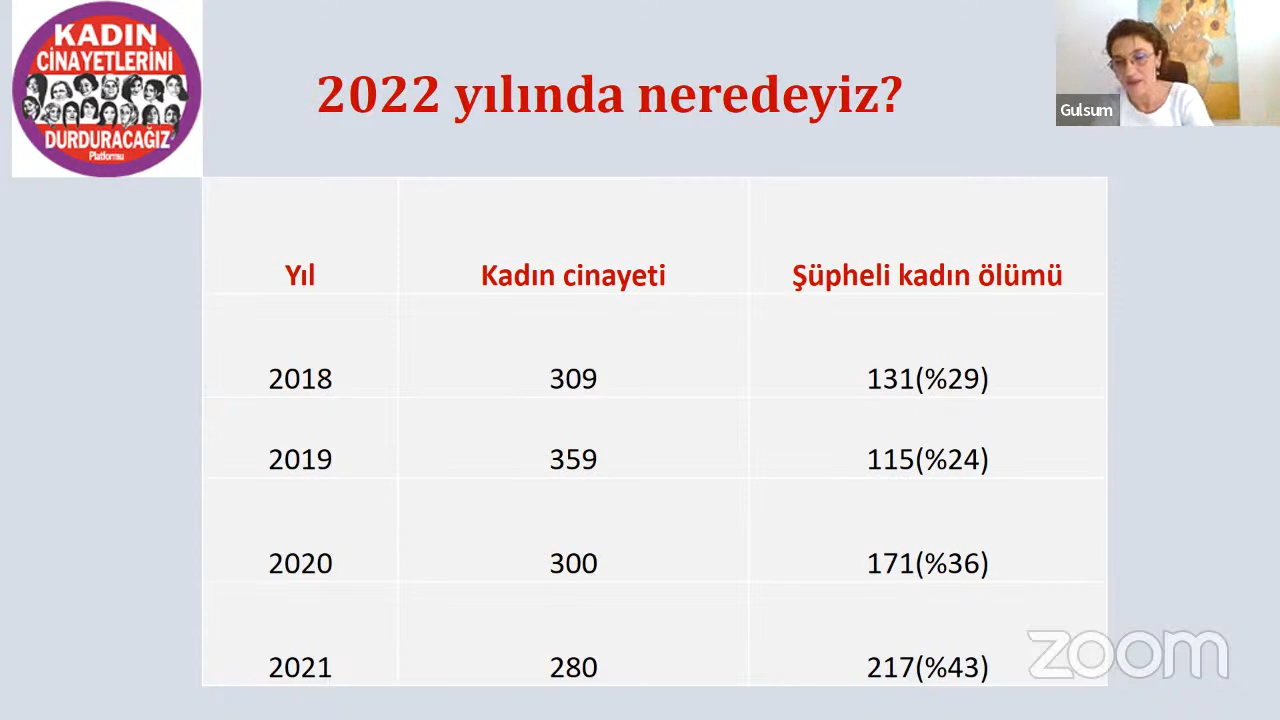 KADIN
CİNAYETLERİNİ
DURDURACAĞIZ
Platformu
2022 yılında neredeyiz?
Gulsum
Yıl Kadın cinayeti Şüpheli kadın ölümü
2018 309 131(%29)
2019 359 115(%24)
2020 300 171(%36)
2021 280 217(%43)
zoom